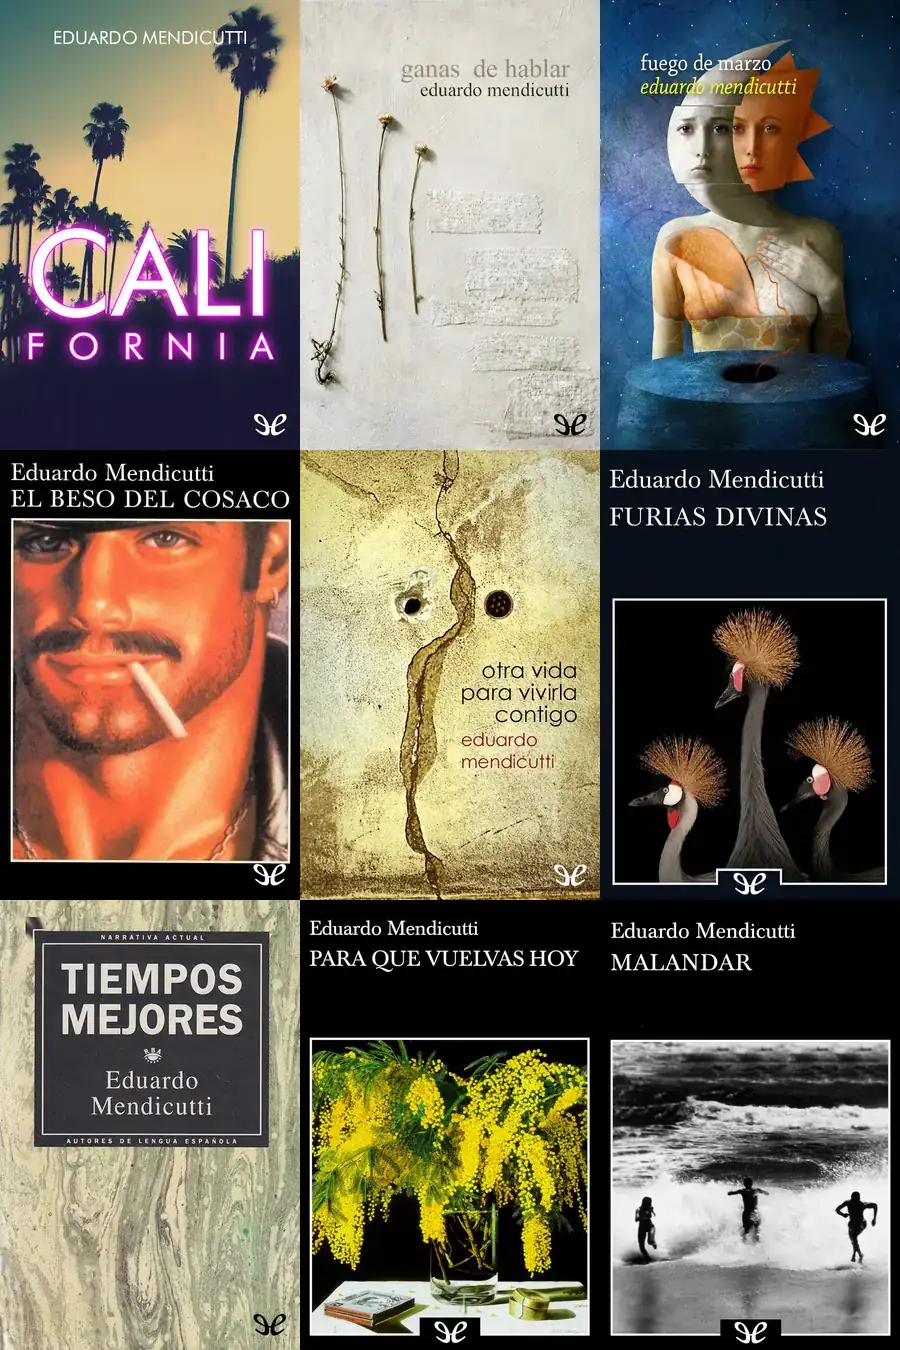 EDUARDO MENDICUTTI
CALI
FORNIA
ganas de hablar
eduardo mendicutti
fuego de marzo
eduardo mendicutti
Eduardo Mendicutti
EL BESO DEL COSACO
otra vida
para vivirla
contigo
eduardo
mendicutti
Eduardo Mendicutti
FURIAS DIVINAS
NARRATIVA ACTUAL
TIEMPOS
MEJORES
RBA
Eduardo
Mendicutti
AUTORES DE LENGUA ESPAÑOLA
Eduardo Mendicutti
PARA QUE VUELVAS HOY
Eduardo Mendicutti
MALANDAR